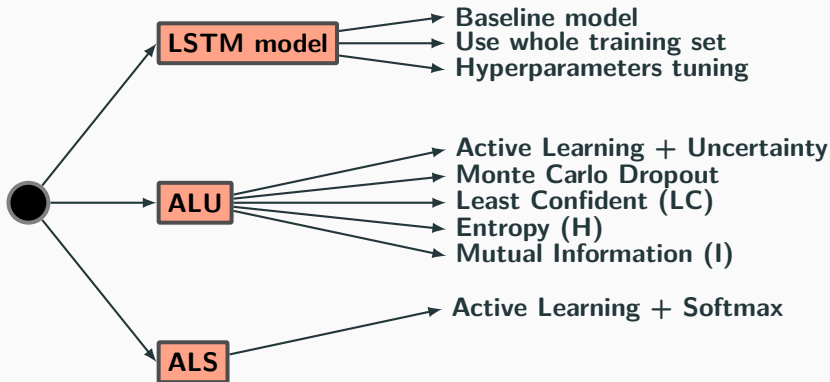 LSTM model
Baseline model
Use whole training set
Hyperparameters tuning
ALU
Active Learning + Uncertainty
Monte Carlo Dropout
Least Confident (LC)
Entropy (H)
Mutual Information (I)
ALS
Active Learning + Softmax